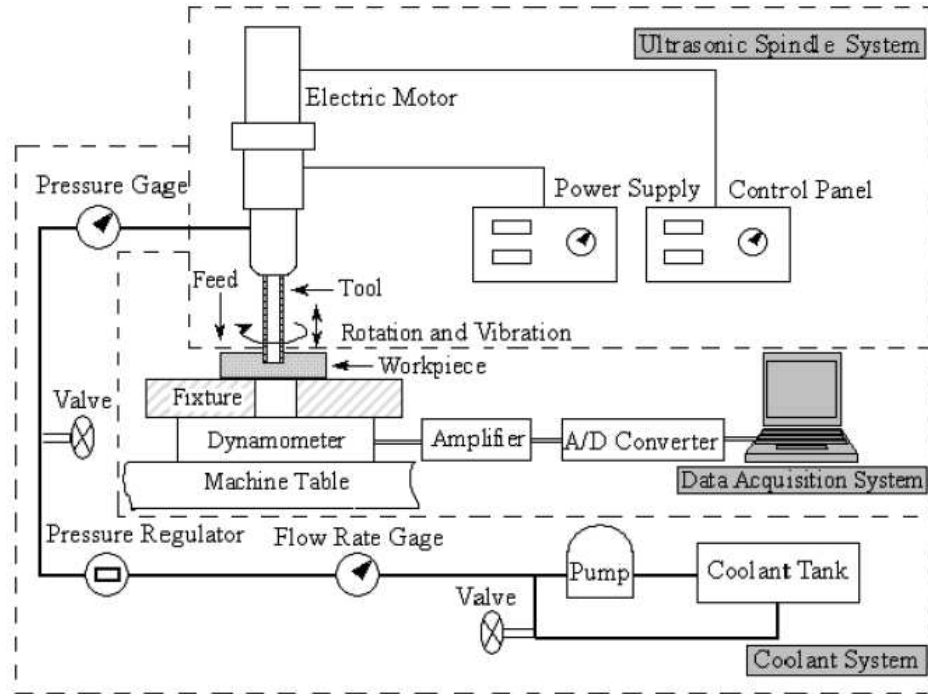 Ultrasonic Spindle System
Electric Motor
Pressure Gage
Power Supply
Control Panel
Feed
Tool
Rotation and Vibration
Workpiece
Valve
Fixture
Dynamometer
Amplifier
A/D Converter
Machine Table
Data Acquisition System
Pressure Regulator
Flow Rate Gage
Pump
Coolant Tank
Valve
Coolant System